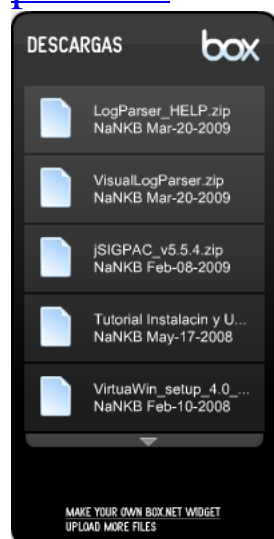 DESCARGAS box
LogParser_HELP.zip
NaNKB Mar-20-2009
VisualLogParser.zip
NaNKB Mar-20-2009
jSIGPAC_v5.5.4.zip
NaNKB Feb-08-2009
Tutorial Instalacin y U...
NaNKB May-17-2008
VirtuaWin_setup_4.0_...
NaNKB Feb-10-2008
MAKE YOUR OWN BOX.NET WIDGET
UPLOAD MORE FILES